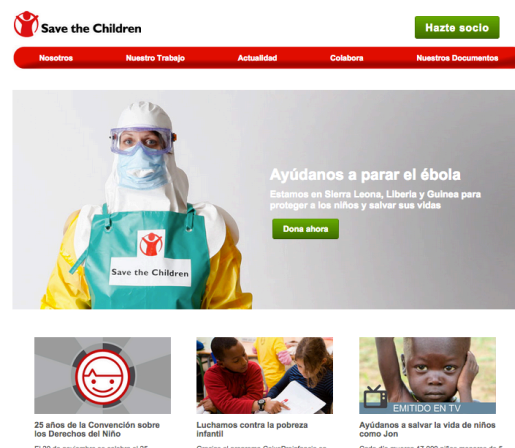 Save the Children
Hazte socio
Nosotros
Nuestro Trabajo
Actualidad
Colabora
Nuestros Documentos
Ayúdanos a parar el ébola
Estamos en Sierra Leona, Liberia y Guinea para
proteger a los niños y salvar sus vidas
Dona ahora
Save the Children
EMITIDO EN TV
25 años de la Convención sobre
los Derechos del Niño
Luchamos contra la pobreza
infantil
Ayúdanos a salvar la vida de niños
como Jon